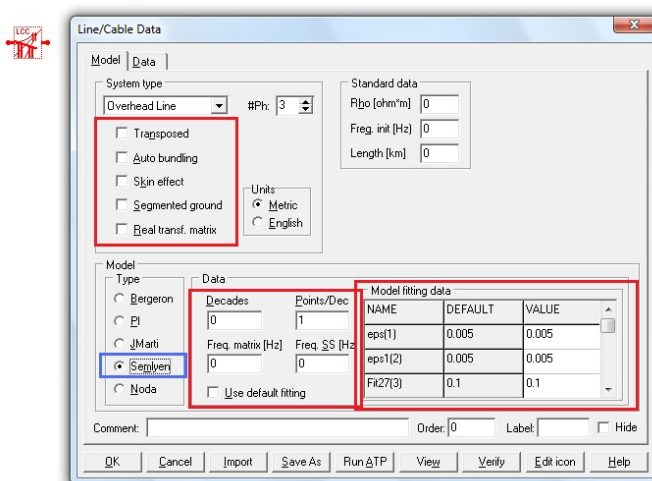 LCC
Line/Cable Data
Model Data
System type
Overhead Line #Ph: 3
Transposed
Auto bundling
Skin effect
Segmented ground
Real transf. matrix
Units
Metric
English
Standard data
Rho [ohm*m] 0
Freq. init [Hz] 0
Length [km] 0
Model
Type
Bergeron
PI
JMarti
Semlyen
Noda
Data
Decades Points/Dec
0 1
Freq. matrix [Hz] Freq. SS [Hz
0 0
Use default fitting
Model fitting data
NAME DEFAULT VALUE
eps(1) 0.005 0.005
eps1(2) 0.005 0.005
Fit27(3) 0.1 0.1
Comment: Order: 0 Label: Hide
OK Cancel Import Save As Run ATP View Verify Edit icon Help